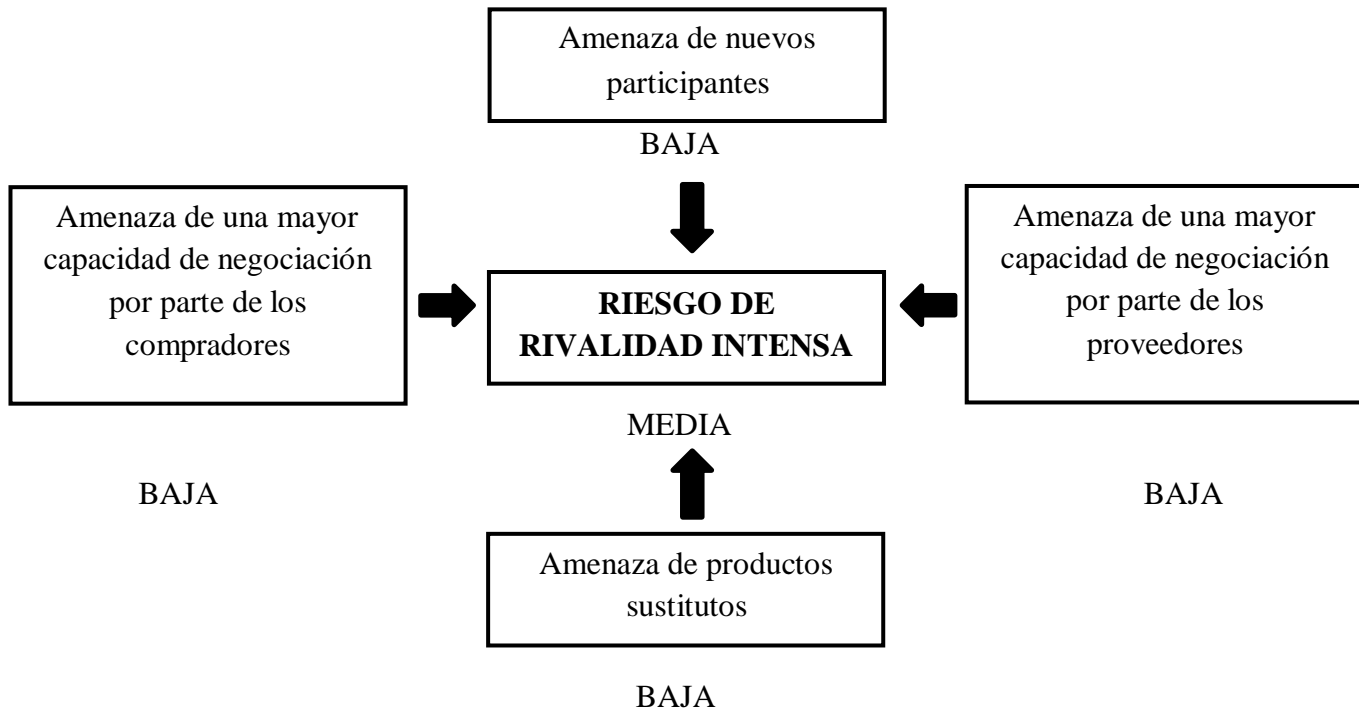 Amenaza de nuevos
participantes
BAJA
Amenaza de una mayor
capacidad de negociación
por parte de los
compradores
BAJA
RIESGO DE
RIVALIDAD INTENSA
MEDIA
Amenaza de una mayor
capacidad de negociación
por parte de los
proveedores
BAJA
Amenaza de productos
sustitutos
BAJA